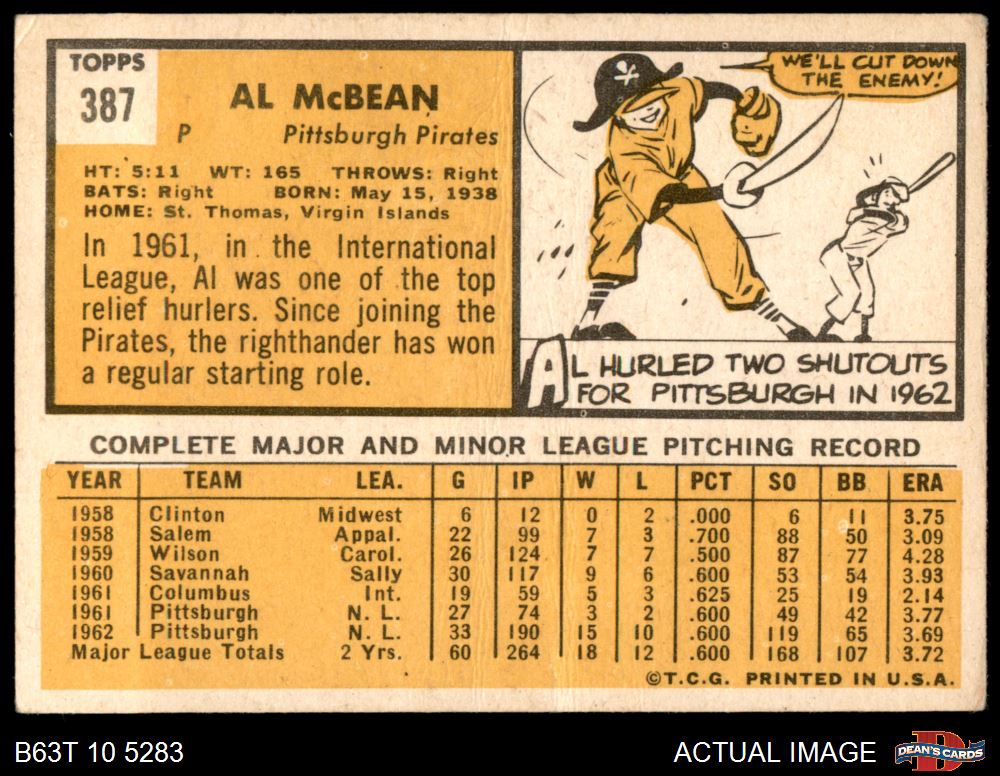 TOPPS
387
AL McBEAN
P Pittsburgh Pirates
HT: 5:11 WT: 165 THROWS: Right
BATS: Right BORN: May 15, 1938
HOME: St. Thomas, Virgin Islands
In 1961, in the International
League, Al was one of the top
relief hurlers. Since joining the
Pirates, the righthander has won
a regular starting role.
WE'LL CUT DOWN
THE ENEMY!
AL HURLED TWO SHUTOUTS
FOR PITTSBURGH IN 1962
COMPLETE MAJOR AND MINOR LEAGUE PITCHING RECORD
YEAR TEAM LEA. G IP W L PCT SO BB ERA
1958 Clinton Midwest 6 12 0 2 .000 6 11 3.75
1958 Salem Appal. 22 99 7 3 .700 88 50 3.09
1959 Wilson Carol. 26 124 7 7 .500 87 77 4.28
1960 Savannah Sally 30 117 9 6 .600 53 54 3.93
1961 Columbus Int. 19 59 5 3 .625 25 19 2.14
1961 Pittsburgh N. L. 27 74 3 2 .600 49 42 3.77
1962 Pittsburgh N. L. 33 190 15 10 .600 119 65 3.69
Major League Totals 2 Yrs. 60 264 18 12 .600 168 107 3.72
©T.C.G. PRINTED IN U.S.A.
B63T 10 5283 ACTUAL IMAGE D DEAN'S CARDS